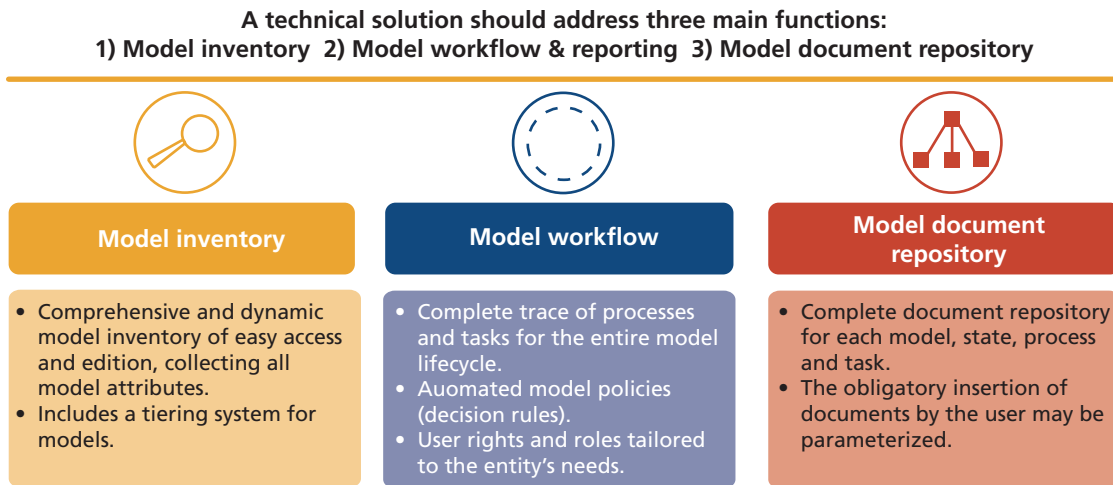 A technical solution should address three main functions:
1) Model inventory 2) Model workflow & reporting 3) Model document repository
Model inventory
• Comprehensive and dynamic
model inventory of easy access
and edition, collecting all
model attributes.
• Includes a tiering system for
models.
Model workflow
• Complete trace of processes
and tasks for the entire model
lifecycle.
• Auomated model policies
(decision rules).
• User rights and roles tailored
to the entity’s needs.
Model document
repository
• Complete document repository
for each model, state, process
and task.
• The obligatory insertion of
documents by the user may be
parameterized.